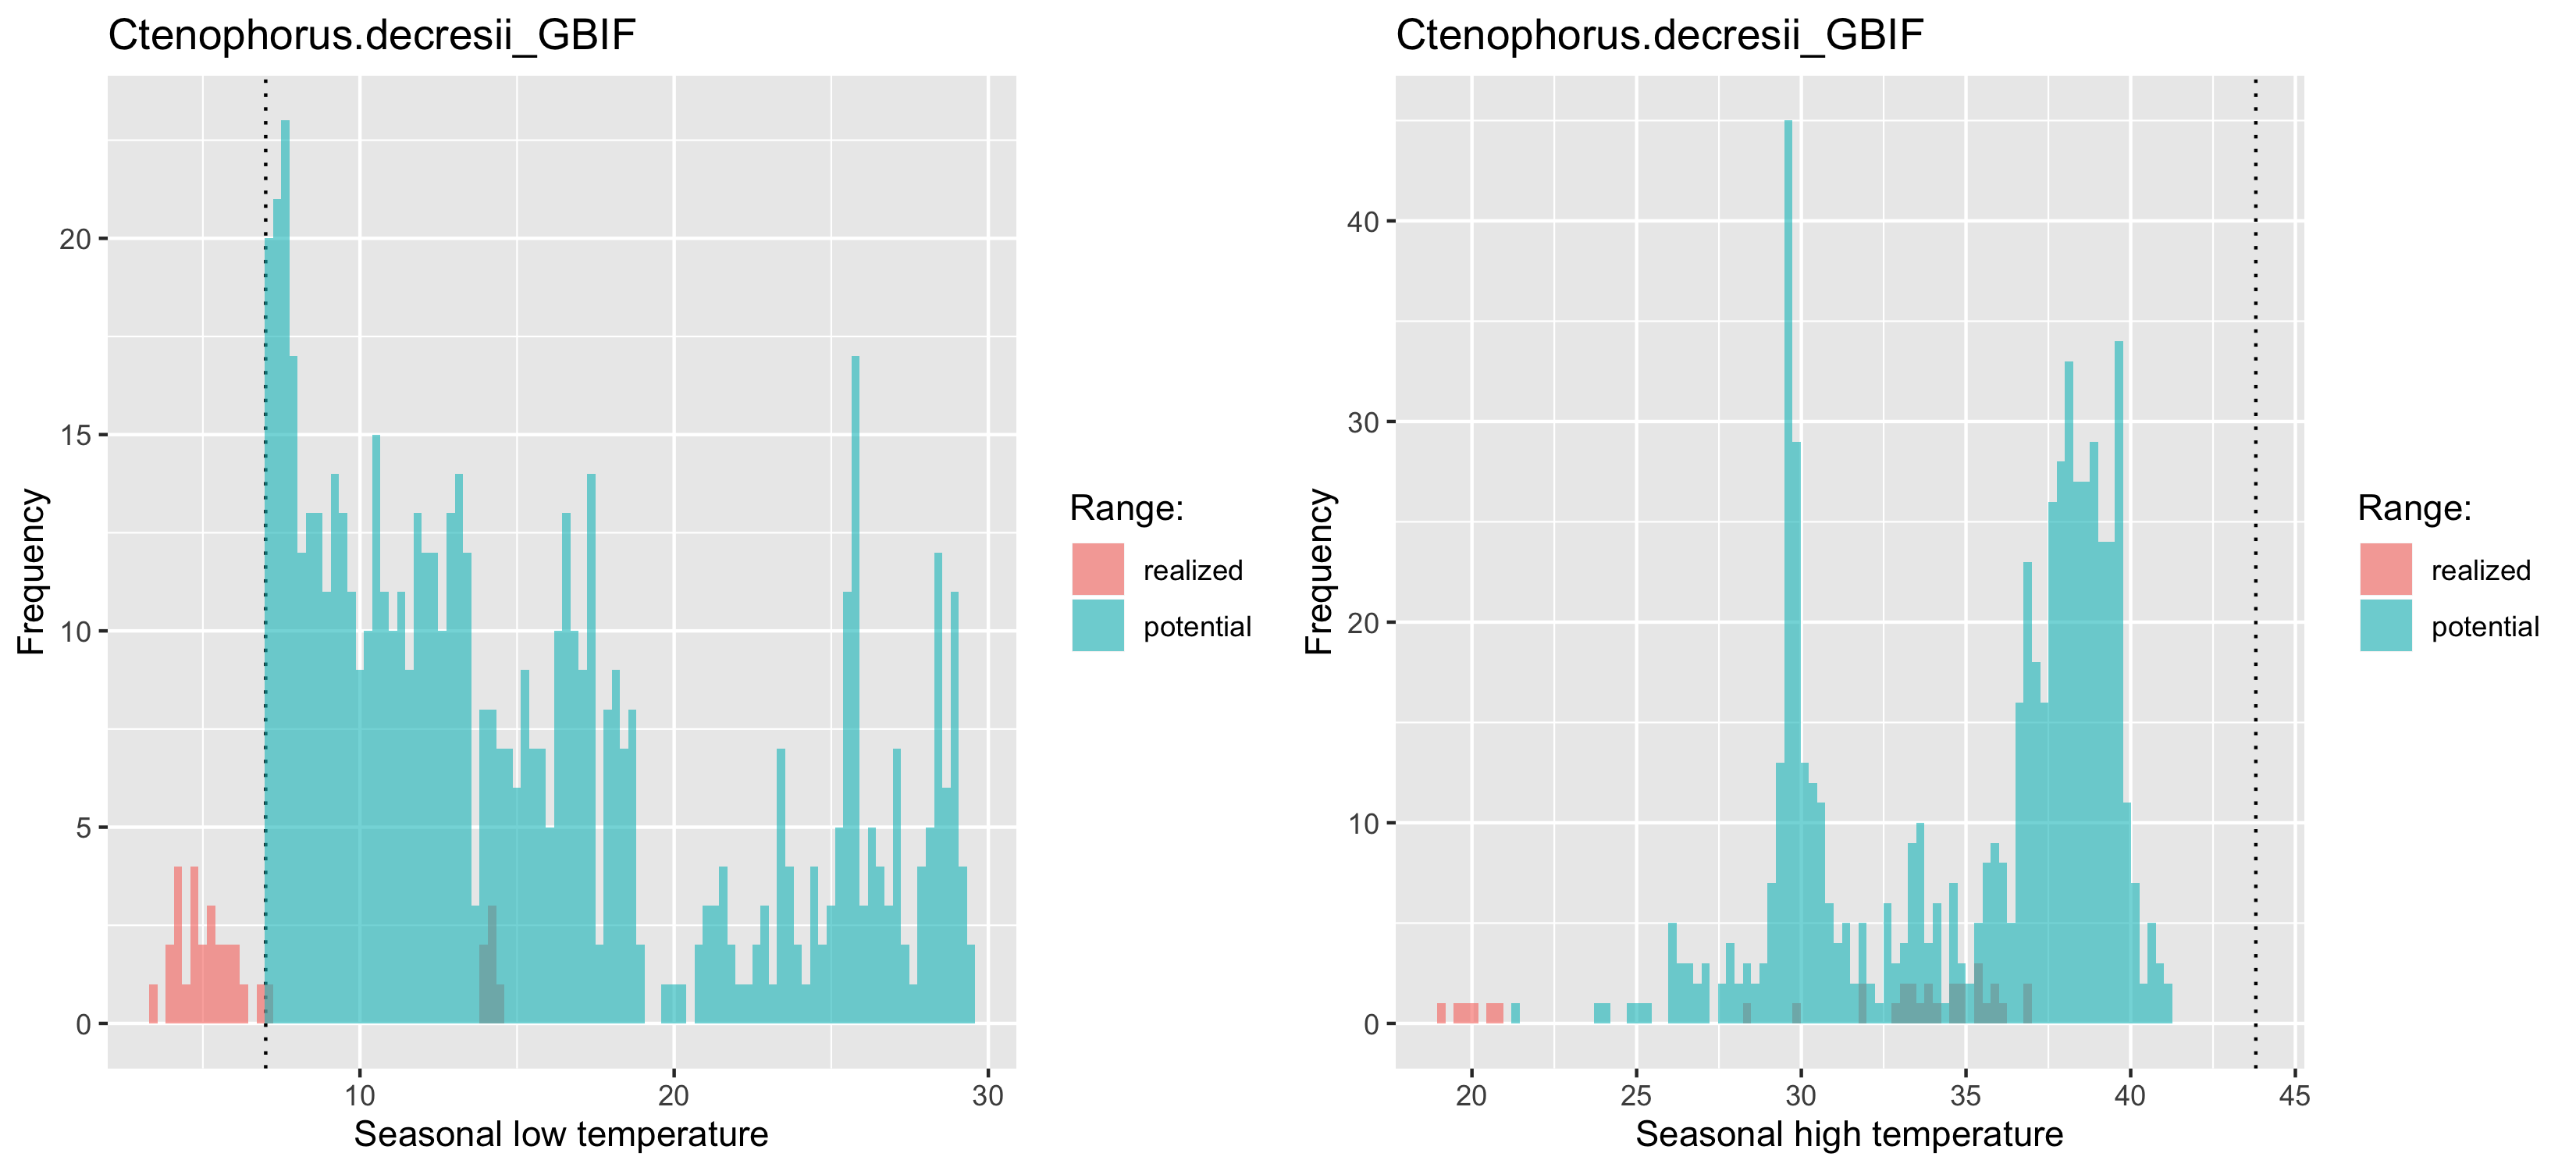 Ctenophorus.decresii_GBIF
Frequency
20
15
10
5
0
10 20 30
Seasonal low temperature
Range:
realized
potential
Ctenophorus.decresii_GBIF
Frequency
40
30
20
10
0
20 25 30 35 40 45
Seasonal high temperature
Range:
realized
potential